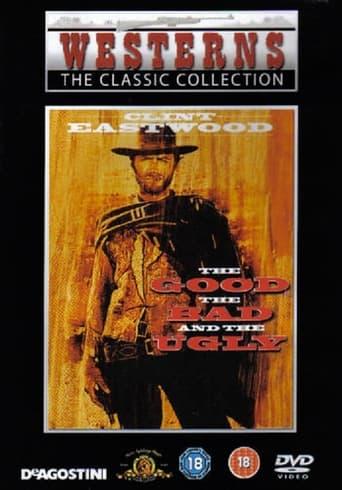 WESTERNS
THE CLASSIC COLLECTION
CLINT
EASTWOOD
THE
GOOD
THE
BAD
AND THE
UGLY
DeAGOSTINI
18
18
DVD
VIDEO